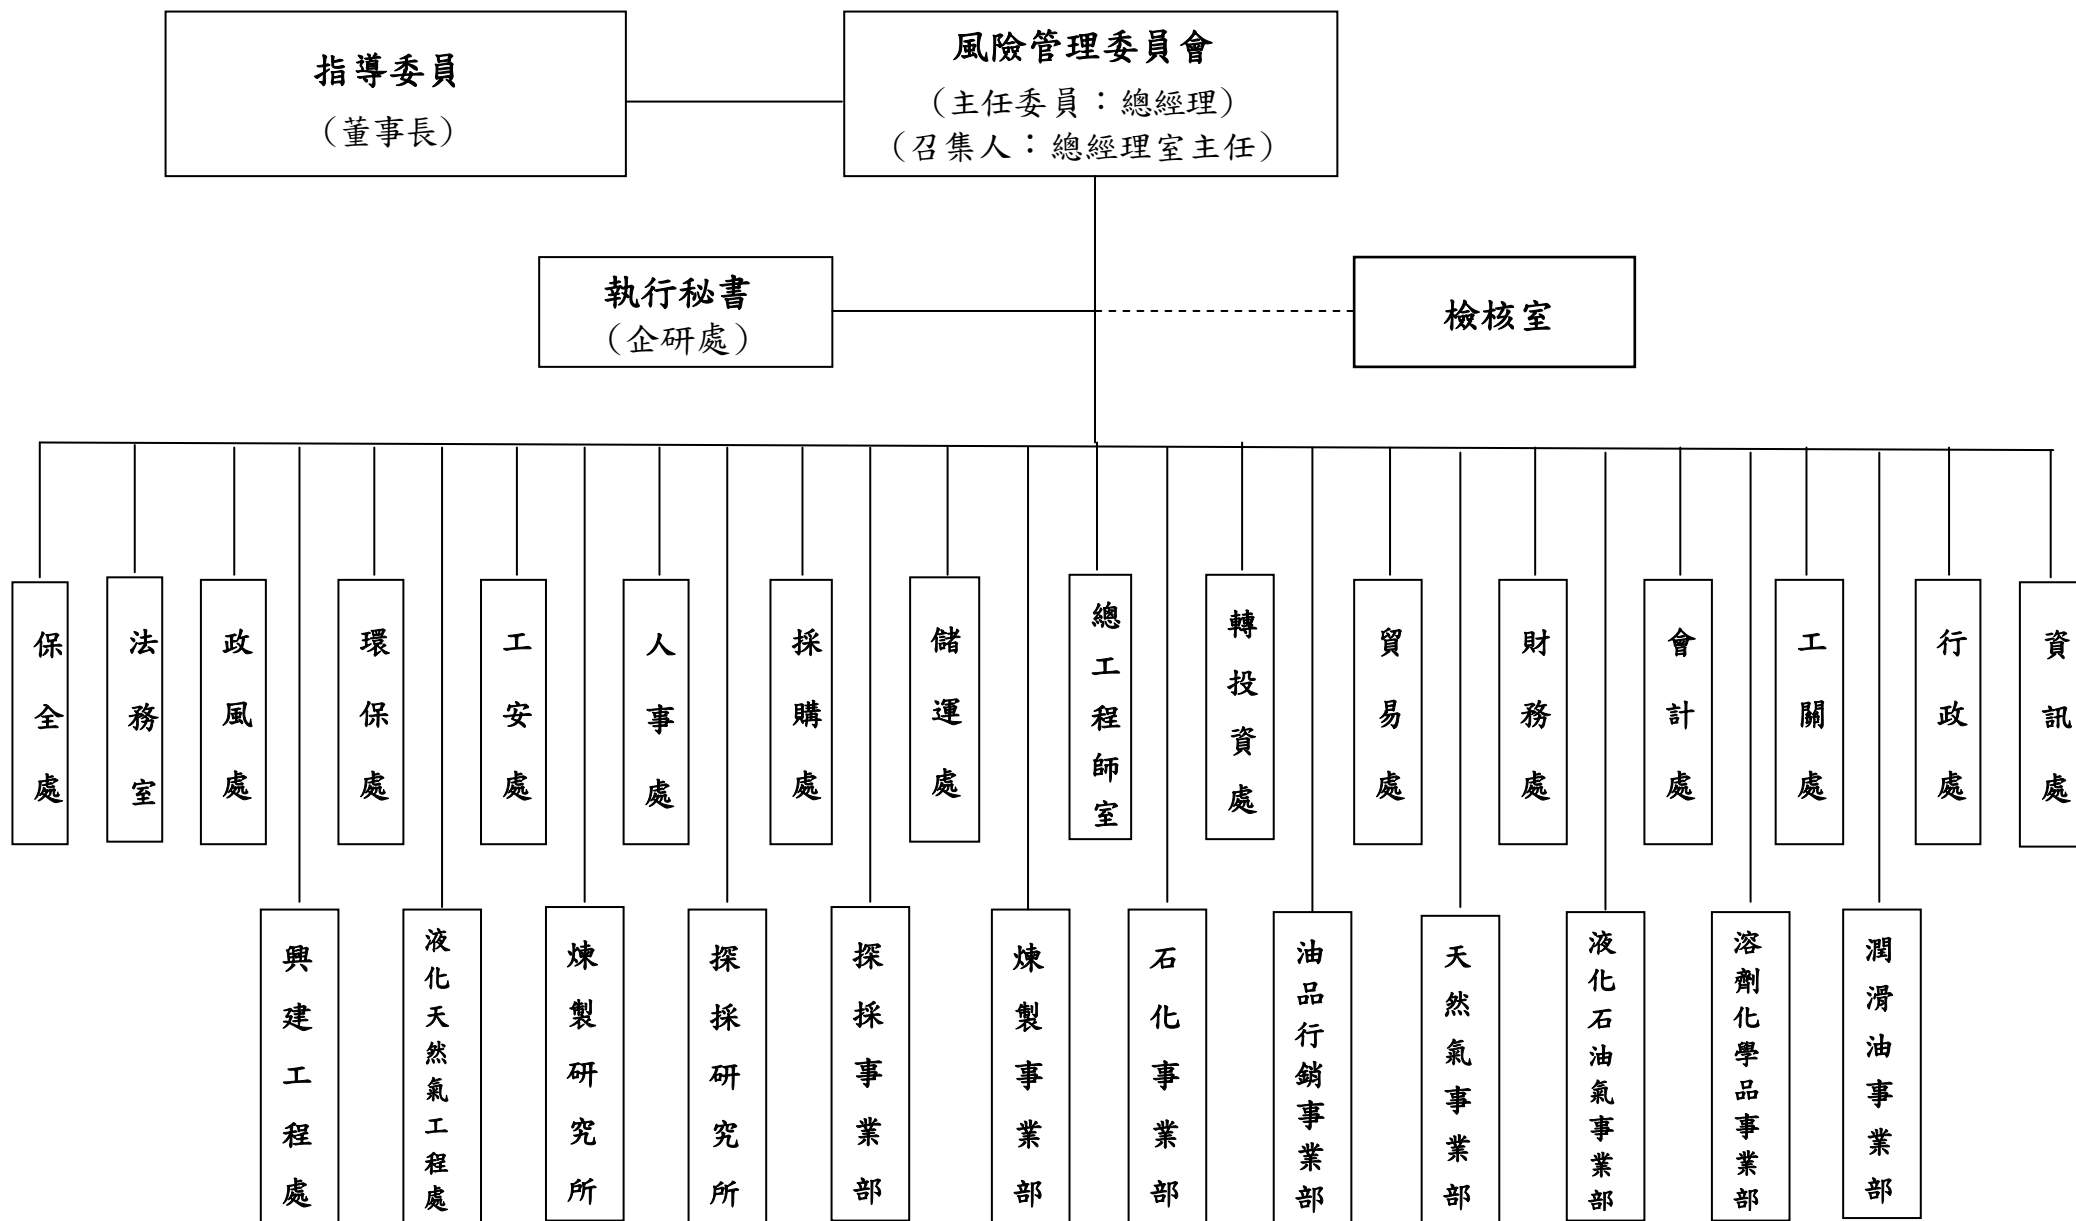 指導委員
（董事長）
風險管理委員會
（主任委員：總經理）
（召集人：總經理室主任）
執行秘書
（企研處）
檢核室
保全處
法務室
政風處
環保處
工安處
人事處
採購處
儲運處
總工程師室
轉投資處
貿易處
財務處
會計處
工關處
行政處
資訊處
興建工程處
液化天然氣工程處
煉製研究所
探採研究所
探採事業部
煉製事業部
石化事業部
油品行銷事業部
天然氣事業部
液化石油氣事業部
溶劑化學品事業部
潤滑油事業部